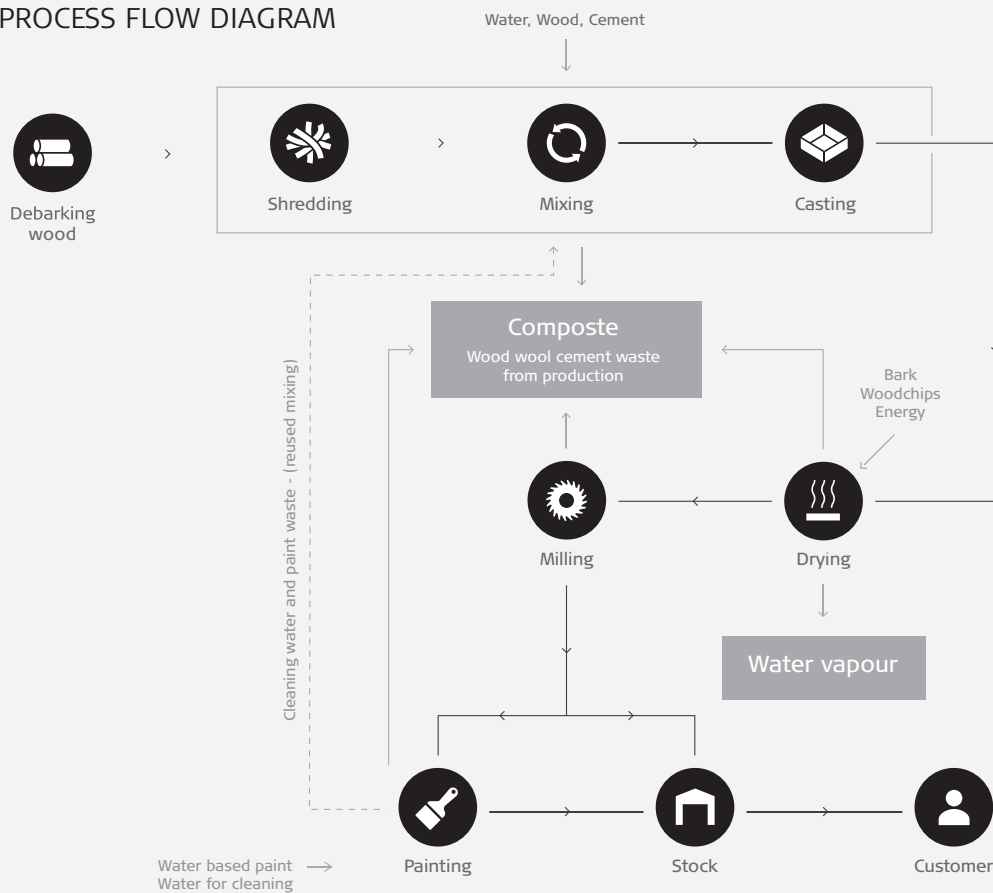 PROCESS FLOW DIAGRAM
Water, Wood, Cement
Debarking
wood
Shredding
Mixing
Casting
Composte
Wood wool cement waste
from production
Bark
Woodchips
Energy
Cleaning water and paint waste - (reused mixing)
Milling
Drying
Water vapour
Painting
Stock
Customer
Water based paint
Water for cleaning